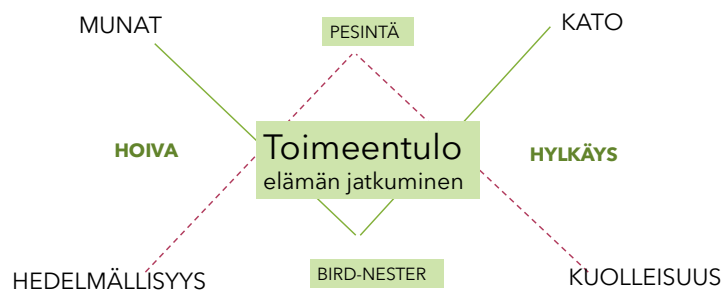 MUNAT
PESINTÄ
KATO
HOIVA
Toimeentulo
elämän jatkuminen
HYLKÄYS
HEDELMÄLLISYYS
BIRD-NESTER
KUOLLEISUUS